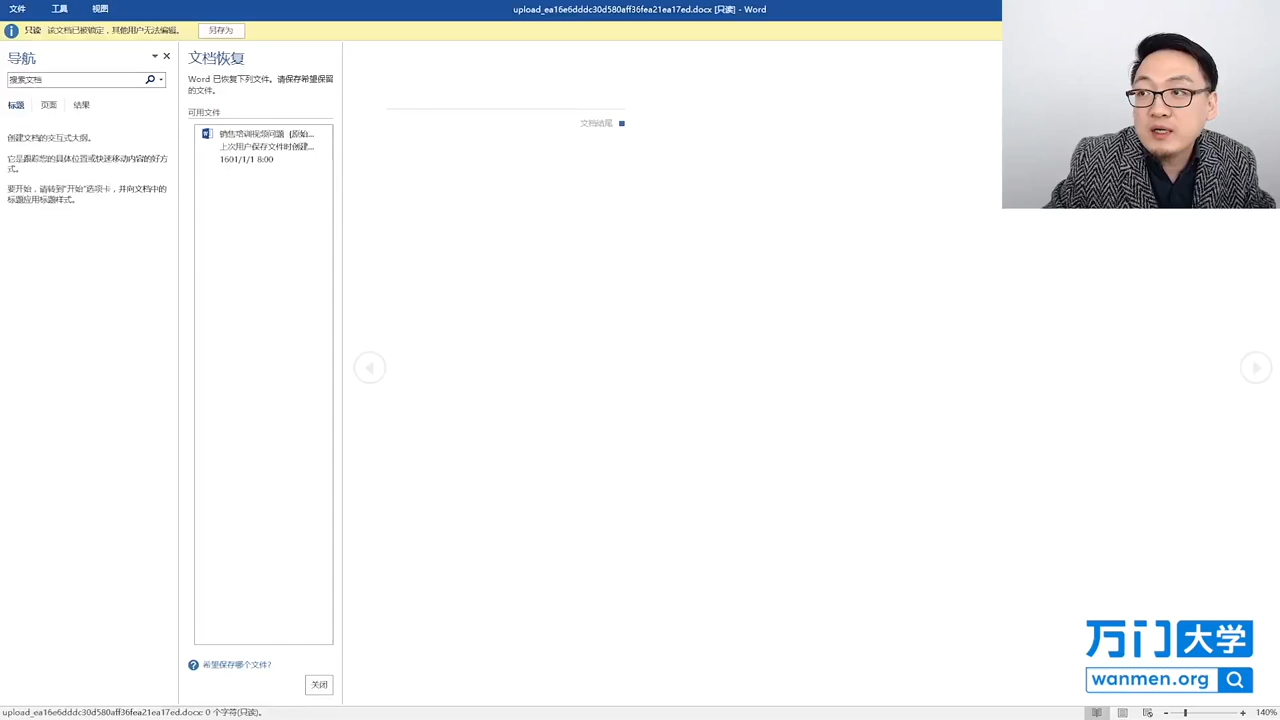 文件 工具 视图
upload_ea16e6dddc30d580aff36fea21ea17ed.docx [只读] - Word
只读 该文档已被锁定，其他用户无法编辑。 另存为
导航
搜索文档
标题 页面 结果
创建文档的交互式大纲。
它是跟踪您的具体位置或快速移动内容的好方
式。
要开始，请转到"开始"选项卡，并向文档中的
标题应用标题样式。
文档恢复
Word 已恢复下列文件。请保存希望保留
的文件。
可用文件
销售培训视频问题 [原始...
上次用户保存文件时创建...
1601/1/1 8:00
希望保存哪个文件?
关闭
文档结尾
万门大学
wanmen.org
upload_ea16e6dddc30d580aff36fea21ea17ed.docx: 0 个字符(只读)。
140%